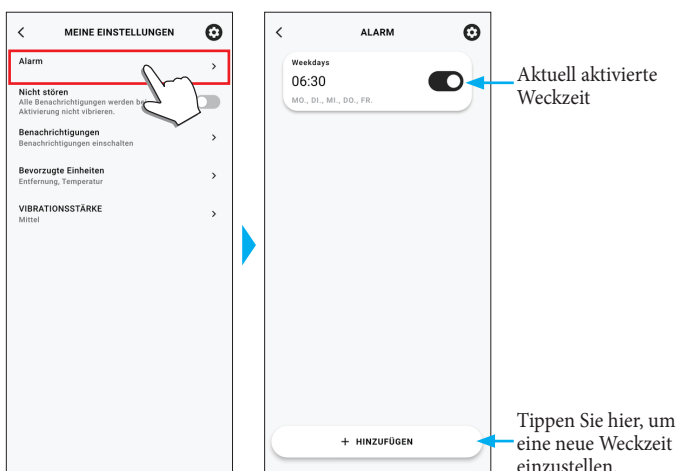 MEINE EINSTELLUNGEN
Alarm
Nicht stören
Alle Benachrichtigungen werden
Aktivierung nicht vibrieren.
Benachrichtigungen
Benachrichtigungen einschalten
Bevorzugte Einheiten
Entfernung, Temperatur
VIBRATIONSSTÄRKE
Mittel
ALARM
Weekdays
06:30
MO., DI., MI., DO., FR.
+ HINZUFÜGEN
Aktuell aktivierte
Weckzeit
Tippen Sie hier, um
eine neue Weckzeit
einzustellen